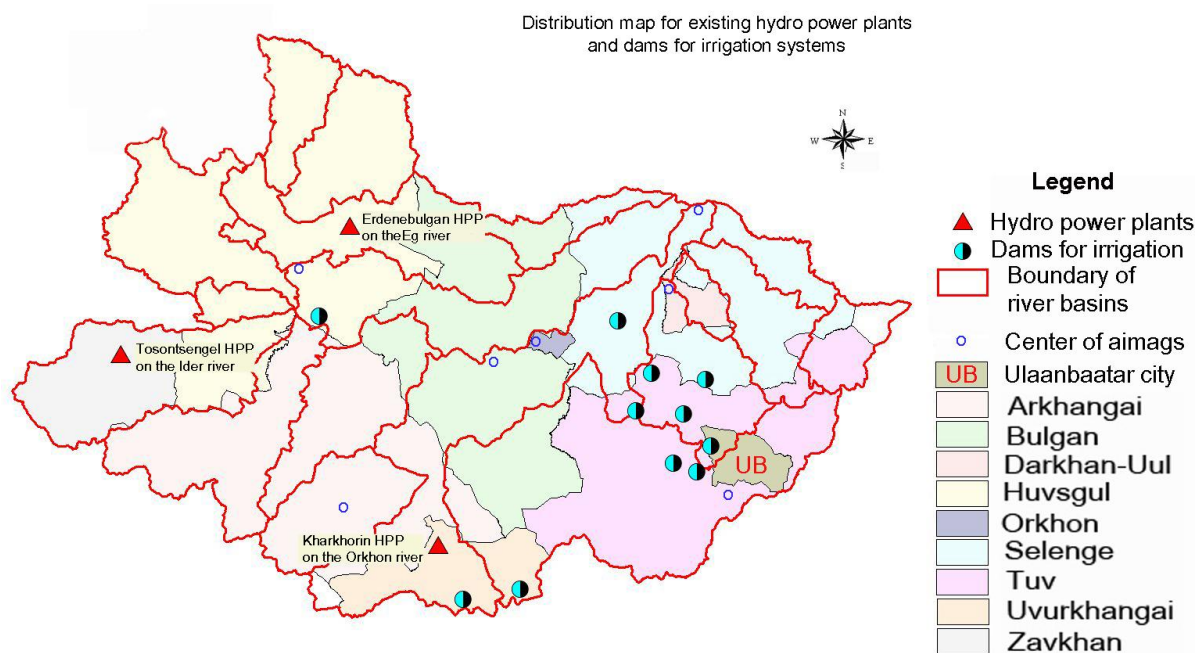 Distribution map for existing hydro power plants
and dams for irrigation systems
N
W E
S
Erdenebulgan HPP
on theEg river
Tosontsengel HPP
on the Ider river
Kharkhorin HPP
on the Orkhon river
UB
Legend
Hydro power plants
Dams for irrigation
Boundary of
river basins
Center of aimags
UB Ulaanbaatar city
Arkhangai
Bulgan
Darkhan-Uul
Huvsgul
Orkhon
Selenge
Tuv
Uvurkhangai
Zavkhan